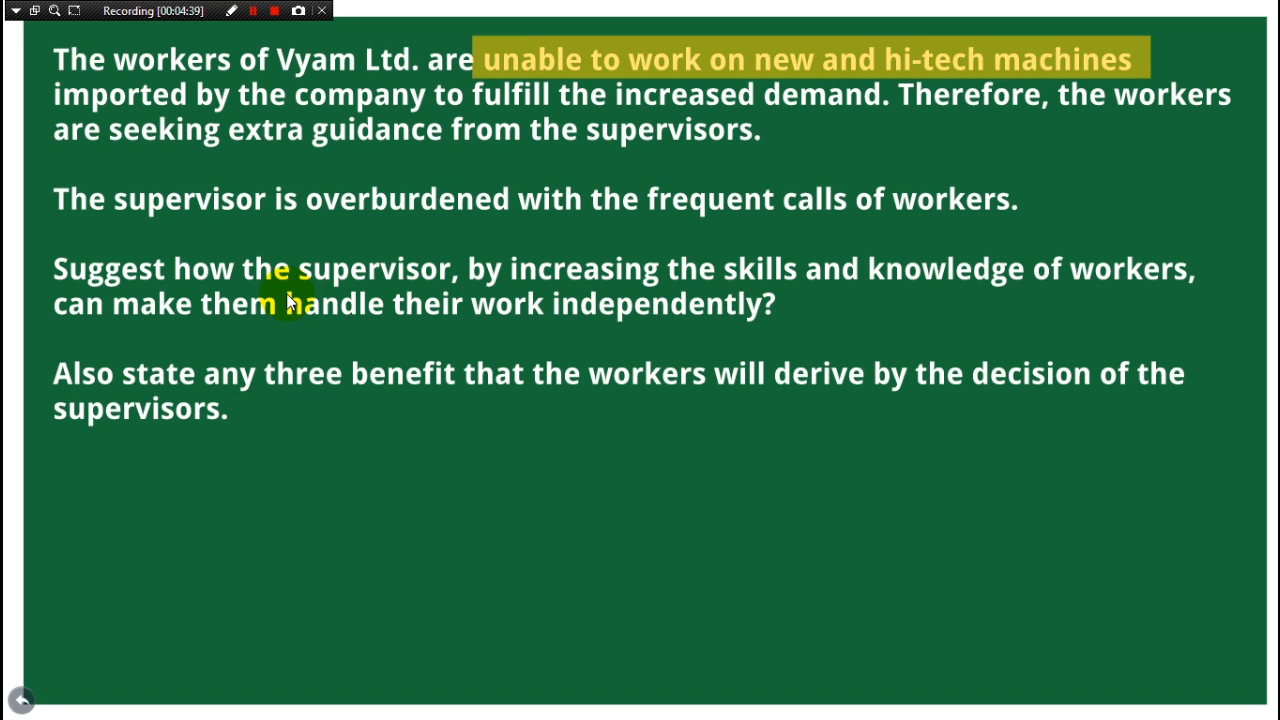 Recording [00:04:39]
The workers of Vyam Ltd. are unable to work on new and hi-tech machines
imported by the company to fulfill the increased demand. Therefore, the workers
are seeking extra guidance from the supervisors.
The supervisor is overburdened with the frequent calls of workers.
Suggest how the supervisor, by increasing the skills and knowledge of workers,
can make them handle their work independently?
Also state any three benefit that the workers will derive by the decision of the
supervisors.